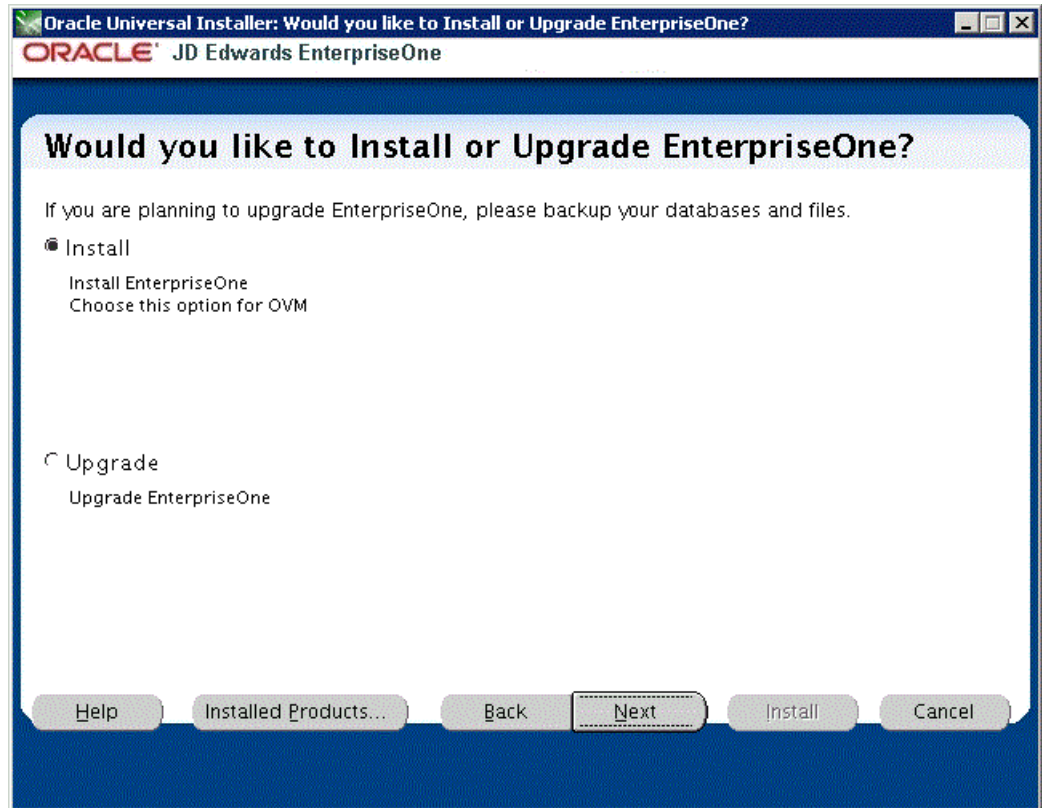 Oracle Universal Installer: Would you like to Install or Upgrade EnterpriseOne?
ORACLE' JD Edwards EnterpriseOne
Would you like to Install or Upgrade EnterpriseOne?
If you are planning to upgrade EnterpriseOne, please backup your databases and files.
Install
Install EnterpriseOne
Choose this option for OVM
Upgrade
Upgrade EnterpriseOne
Help Installed Products... Back Next Install Cancel